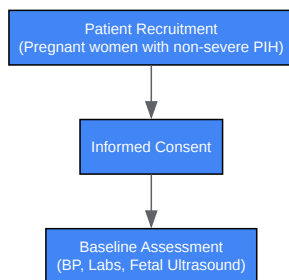 Patient Recruitment
(Pregnant women with non-severe PIH)
Informed Consent
Baseline Assessment
(BP, Labs, Fetal Ultrasound)